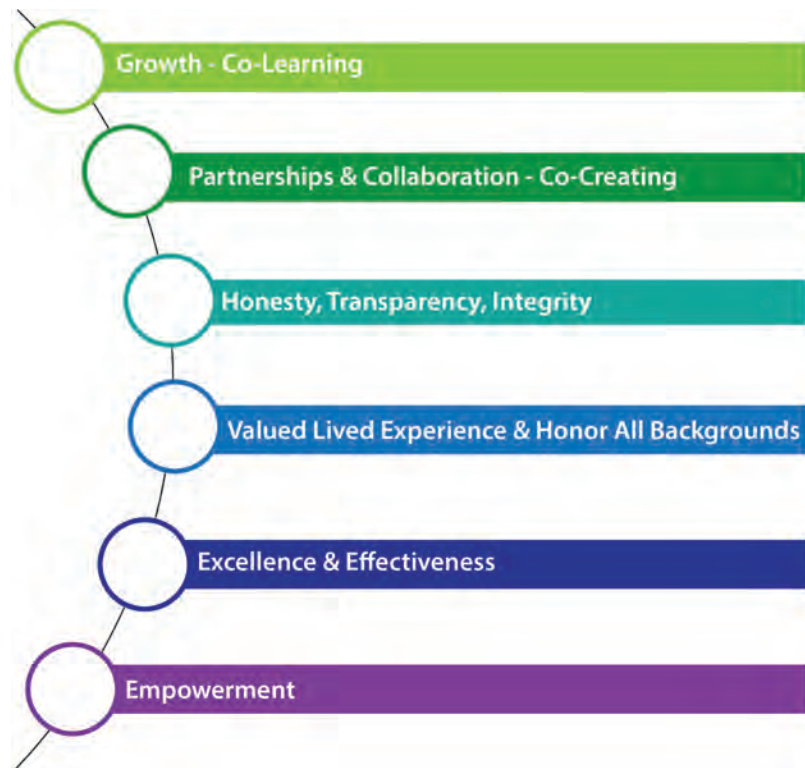 Growth - Co-Learning
Partnerships & Collaboration - Co-Creating
Honesty, Transparency, Integrity
Valued Lived Experience & Honor All Backgrounds
Excellence & Effectiveness
Empowerment